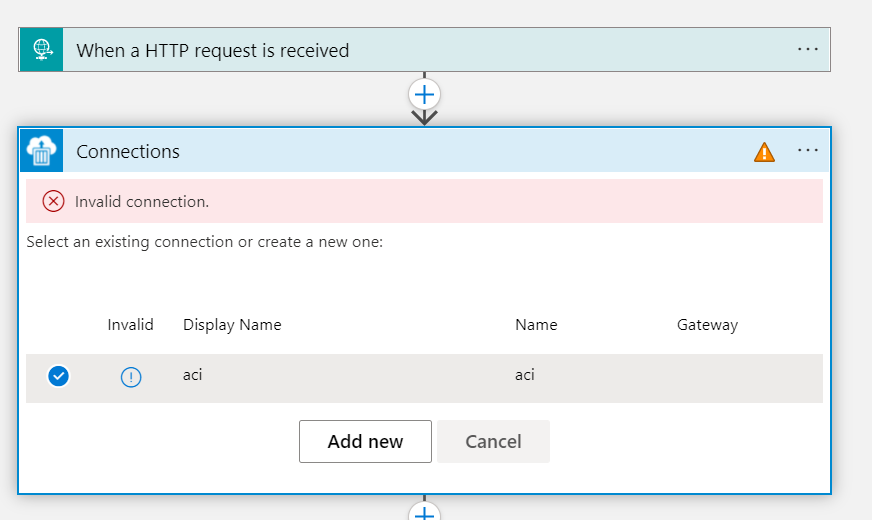 When a HTTP request is received
Connections
Invalid connection.
Select an existing connection or create a new one:
Invalid Display Name Name Gateway
aci aci
Add new Cancel